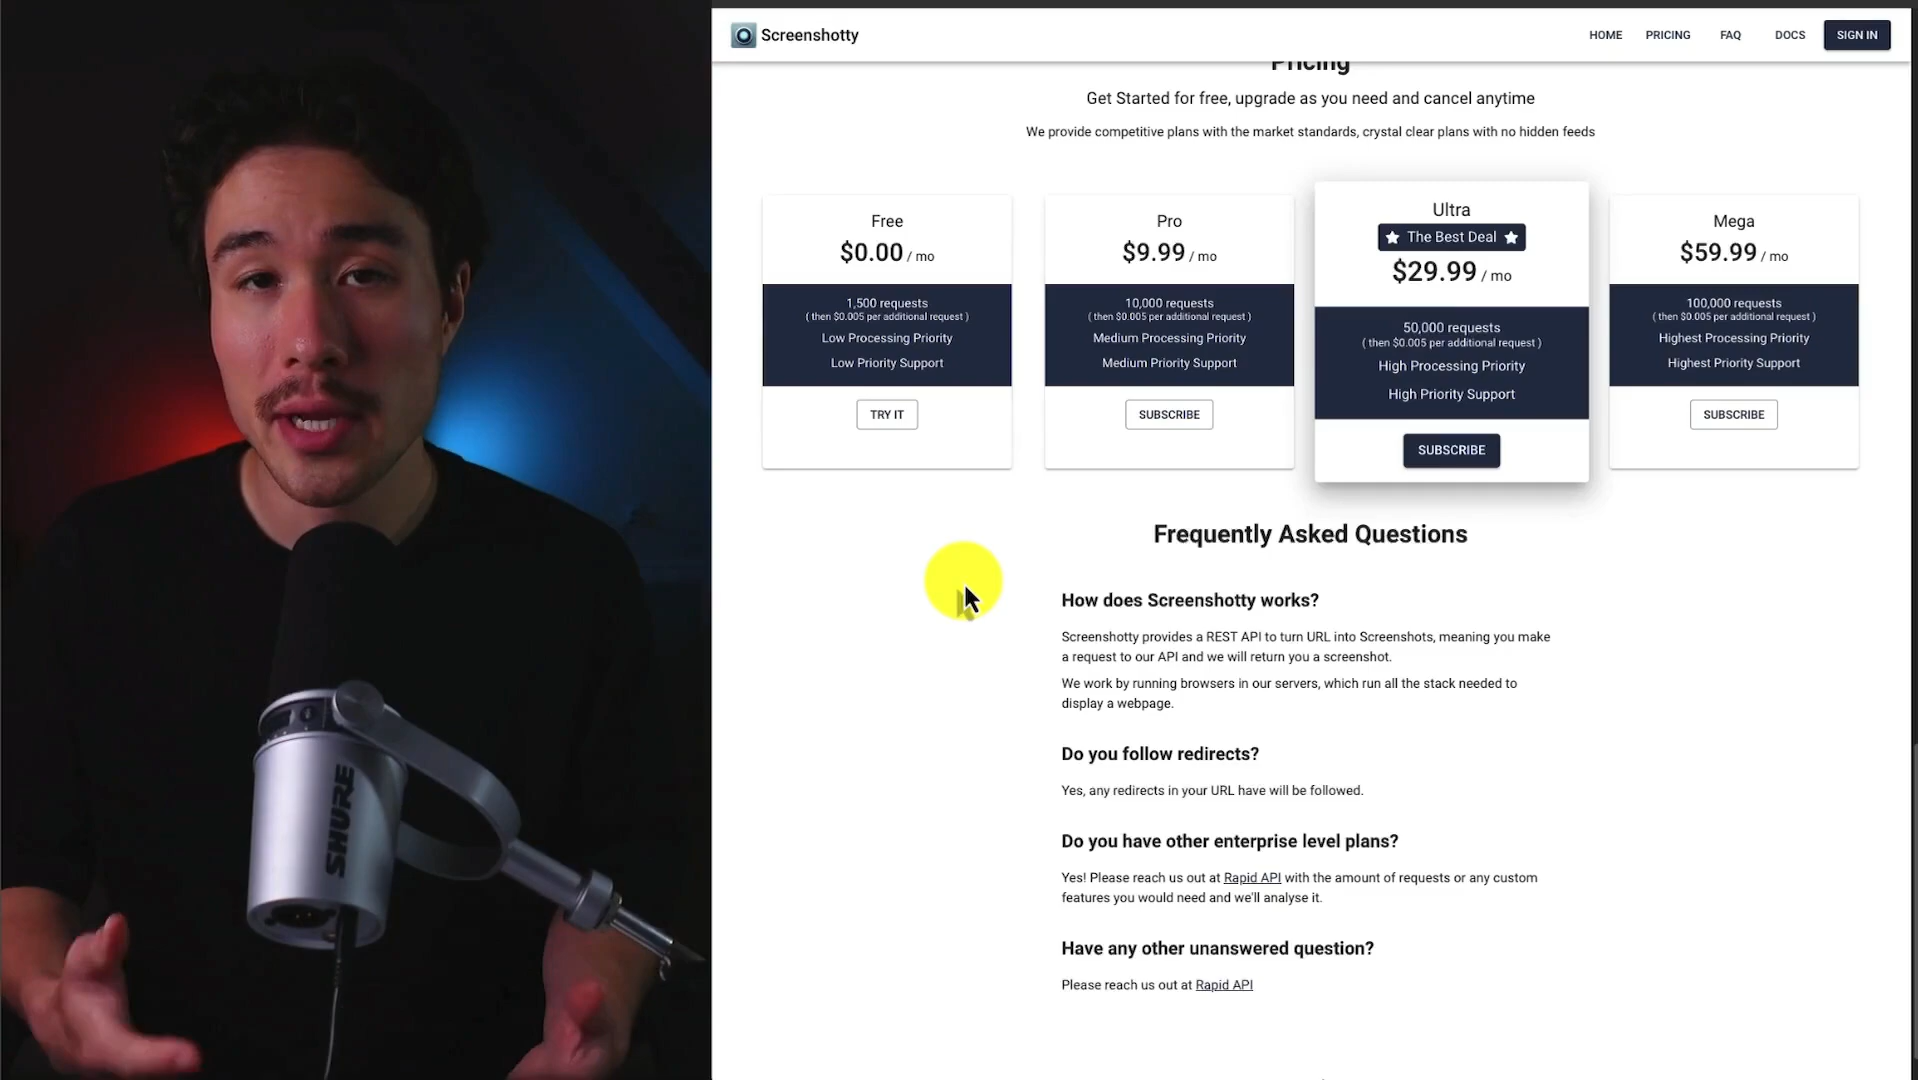 Screenshotty
HOME
PRICING
FAQ
DOCS
SIGN IN
Pricing
Get Started for free, upgrade as you need and cancel anytime
We provide competitive plans with the market standards, crystal clear plans with no hidden feeds
Free
$0.00 / mo
1,500 requests
( then $0.005 per additional request )
Low Processing Priority
Low Priority Support
TRY IT
Pro
$9.99 / mo
10,000 requests
( then $0.005 per additional request )
Medium Processing Priority
Medium Priority Support
SUBSCRIBE
Ultra
The Best Deal
$29.99 / mo
50,000 requests
( then $0.005 per additional request )
High Processing Priority
High Priority Support
SUBSCRIBE
Mega
$59.99 / mo
100,000 requests
( then $0.005 per additional request )
Highest Processing Priority
Highest Priority Support
SUBSCRIBE
Frequently Asked Questions
How does Screenshotty works?
Screenshotty provides a REST API to turn URL into Screenshots, meaning you make
a request to our API and we will return you a screenshot.
We work by running browsers in our servers, which run all the stack needed to
display a webpage.
Do you follow redirects?
Yes, any redirects in your URL have will be followed.
Do you have other enterprise level plans?
Yes! Please reach us out at Rapid API with the amount of requests or any custom
features you would need and we'll analyse it.
Have any other unanswered question?
Please reach us out at Rapid API
SHURE